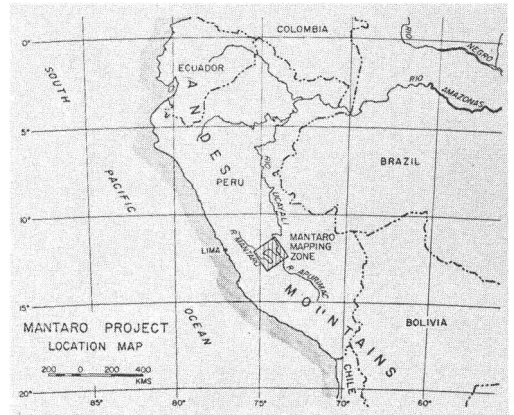 COLOMBIA
0°
RIO NEGRO
ECUADOR
RIO AMAZONAS
SOUTH
PACIFIC
OCEAN
ANDES
MOUNTAINS
5°
BRAZIL
PERU
RIO UCAYALI
10°
MANTARO
MAPPING
ZONE
R. MANTARO
LIMA
R. APURIMAC
15°
MANTARO PROJECT
LOCATION MAP
BOLIVIA
200 0 200 400
KMS
CHILE
20°
85° 80° 75° 70° 65° 60°